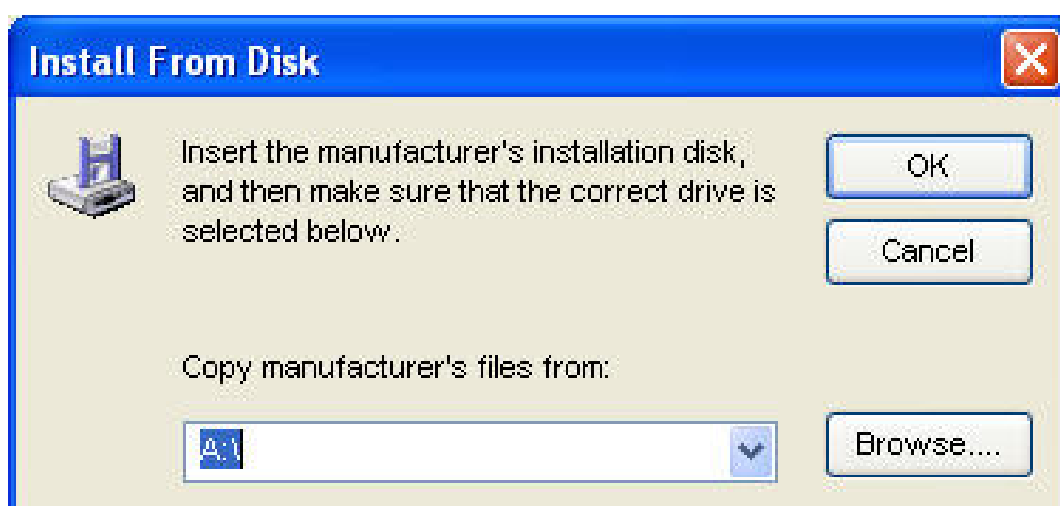 Install From Disk
Insert the manufacturer's installation disk,
and then make sure that the correct drive is
selected below.
OK
Cancel
Copy manufacturer's files from:
A:\
Browse....